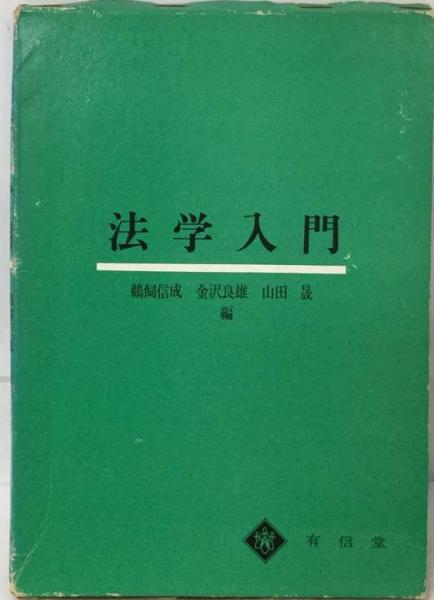 法学入門
鵜飼信成 金沢良雄 山田 晟
編
有信堂